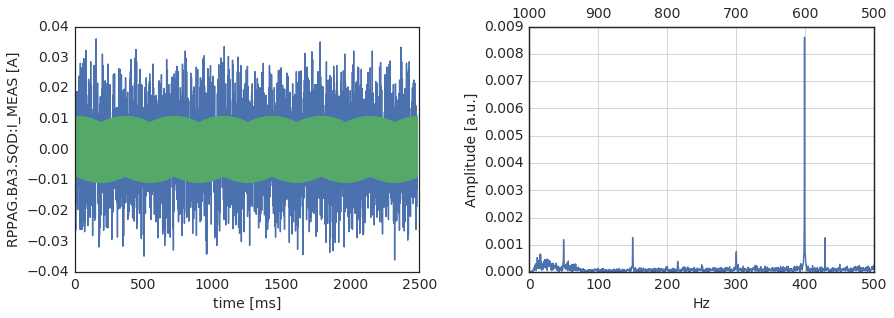 1000 900 800 700 600 500
0.04
0.03
0.02
0.01
0.00
−0.01
−0.02
−0.03
−0.04
RPPAG.BA3.SQD:I_MEAS [A]
0 500 1000 1500 2000 2500
time [ms]
0.009
0.008
0.007
0.006
0.005
0.004
0.003
0.002
0.001
0.000
Amplitude [a.u.]
0 100 200 300 400 500
Hz